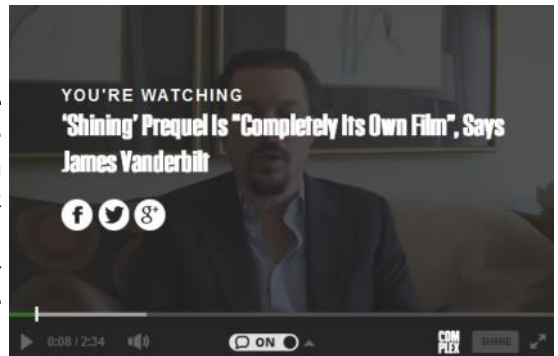 YOU'RE WATCHING
‘Shining’ Prequel Is “Completely Its Own Film”, Says
James Vanderbilt
f g+
0:08 / 2:34 ON COM
PLEX SHARE